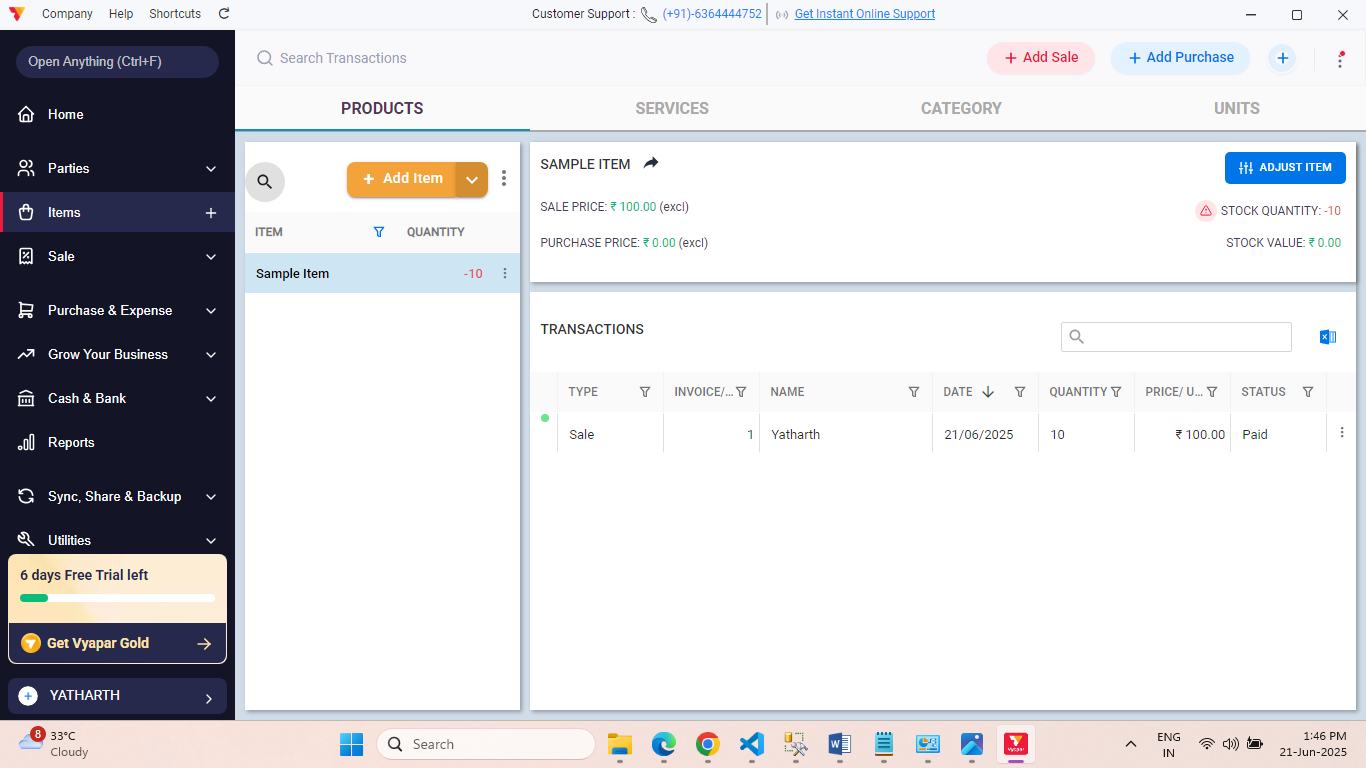 Company Help Shortcuts Customer Support : (+91)-6364444752 Get Instant Online Support
Open Anything (Ctrl+F)
Search Transactions
+ Add Sale
+ Add Purchase
Home
Parties
Items
Sale
Purchase & Expense
Grow Your Business
Cash & Bank
Reports
Sync, Share & Backup
Utilities
6 days Free Trial left
Get Vyapar Gold
YATHARTH
PRODUCTS SERVICES CATEGORY UNITS
+ Add Item
ITEM QUANTITY
Sample Item -10
SAMPLE ITEM
ADJUST ITEM
SALE PRICE: ₹ 100.00 (excl)
STOCK QUANTITY: -10
PURCHASE PRICE: ₹ 0.00 (excl)
STOCK VALUE: ₹ 0.00
TRANSACTIONS
TYPE INVOICE/... NAME DATE QUANTITY PRICE/ U... STATUS
Sale 1 Yatharth 21/06/2025 10 ₹ 100.00 Paid
8
33°C
Cloudy
Search
Vyapar
ENG
IN
1:46 PM
21-Jun-2025